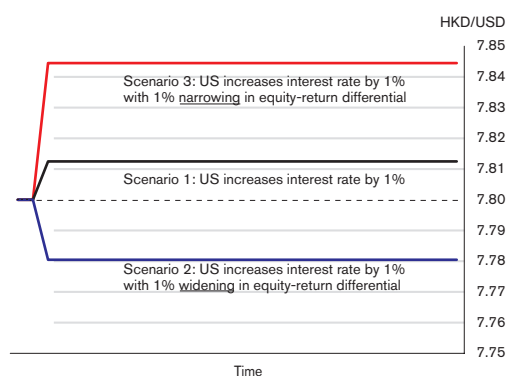 HKD/USD
7.85
Scenario 3: US increases interest rate by 1%
with 1% narrowing in equity-return differential
7.84
7.83
7.82
7.81
Scenario 1: US increases interest rate by 1%
7.80
7.79
7.78
Scenario 2: US increases interest rate by 1%
with 1% widening in equity-return differential
7.77
7.76
7.75
Time